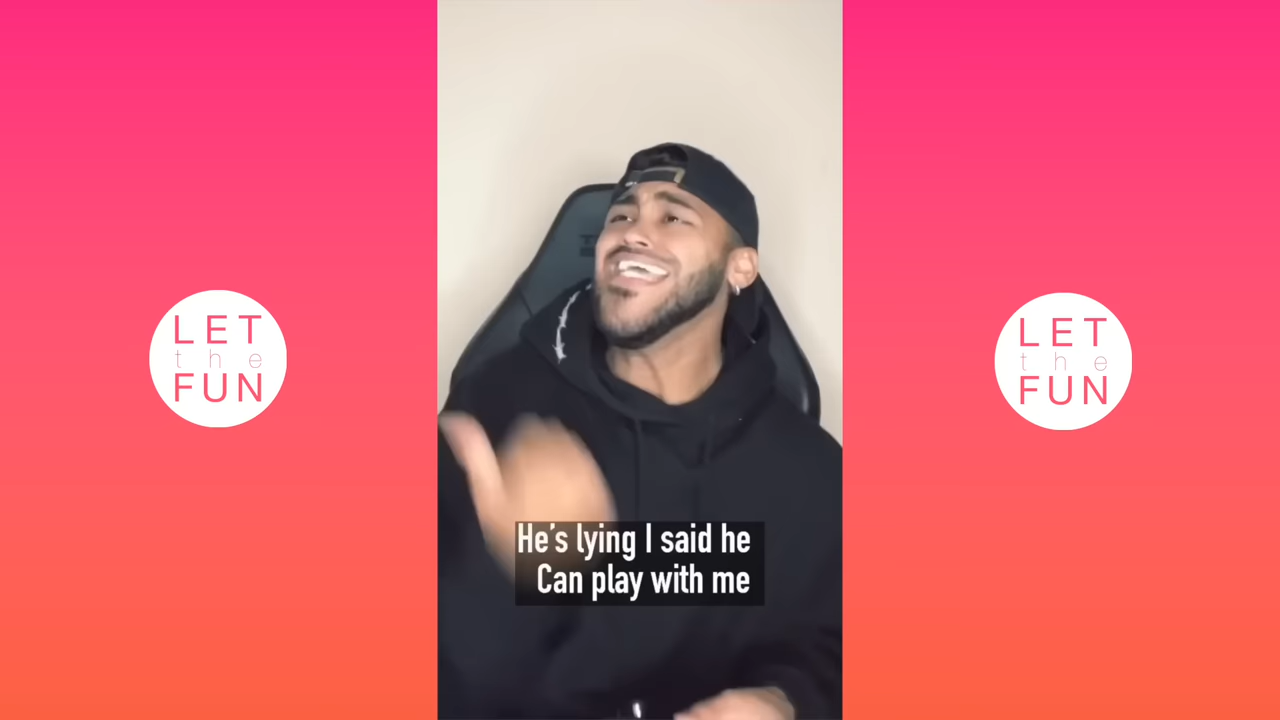 LET
the
FUN
He's lying I said he
Can play with me
LET
the
FUN